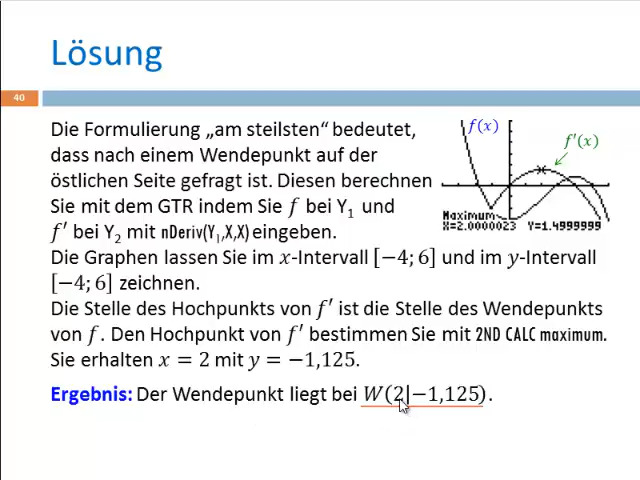 Lösung
40
Die Formulierung „am steilsten“ bedeutet,
dass nach einem Wendepunkt auf der
östlichen Seite gefragt ist. Diesen berechnen
Sie mit dem GTR indem Sie f bei Y₁ und
f′ bei Y₂ mit nDeriv(Y₁,X,X) eingeben.
f(x)
f′(x)
Maximum
X=2.0000023 Y=1.4999999
Die Graphen lassen Sie im x-Intervall [−4; 6] und im y-Intervall
[−4; 6] zeichnen.
Die Stelle des Hochpunkts von f′ ist die Stelle des Wendepunkts
von f. Den Hochpunkt von f′ bestimmen Sie mit 2ND CALC maximum.
Sie erhalten x = 2 mit y = −1,125.
Ergebnis: Der Wendepunkt liegt bei W(2|−1,125).